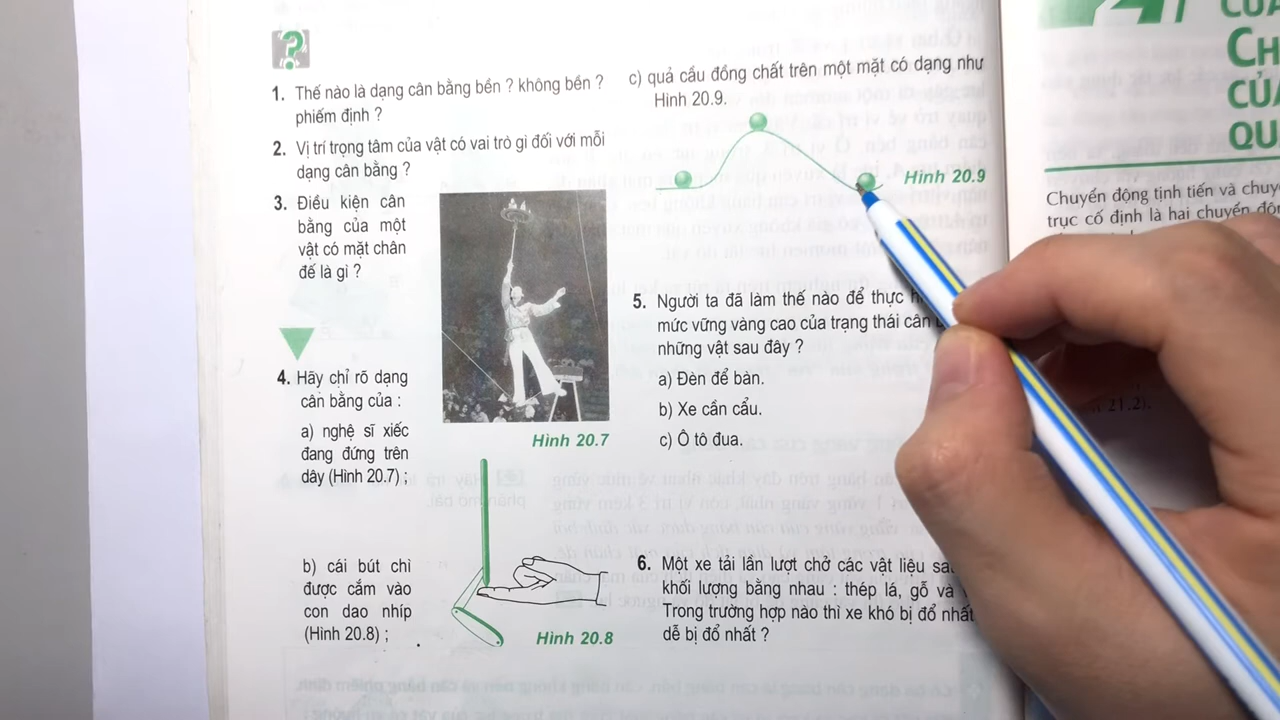 ?
1. Thế nào là dạng cân bằng bền ? không bền ?
phiếm định ?
2. Vị trí trọng tâm của vật có vai trò gì đối với mỗi
dạng cân bằng ?
3. Điều kiện cân
bằng của một
vật có mặt chân
đế là gì ?
Hình 20.7
4. Hãy chỉ rõ dạng
cân bằng của :
a) nghệ sĩ xiếc
đang đứng trên
dây (Hình 20.7) ;
b) cái bút chì
được cắm vào
con dao nhíp
(Hình 20.8) ;
Hình 20.8
c) quả cầu đồng chất trên một mặt có dạng như
Hình 20.9.
Hình 20.9
5. Người ta đã làm thế nào để thực
mức vững vàng cao của trạng thái cân
những vật sau đây ?
a) Đèn để bàn.
b) Xe cần cẩu.
c) Ô tô đua.
6. Một xe tải lần lượt chở các vật liệu
khối lượng bằng nhau : thép lá, gỗ và
Trong trường hợp nào thì xe khó bị đổ nhất
dễ bị đổ nhất ?
CỦA
QU
Chuyển động tịnh tiến và
trục cố định là hai chuyển
21.2).